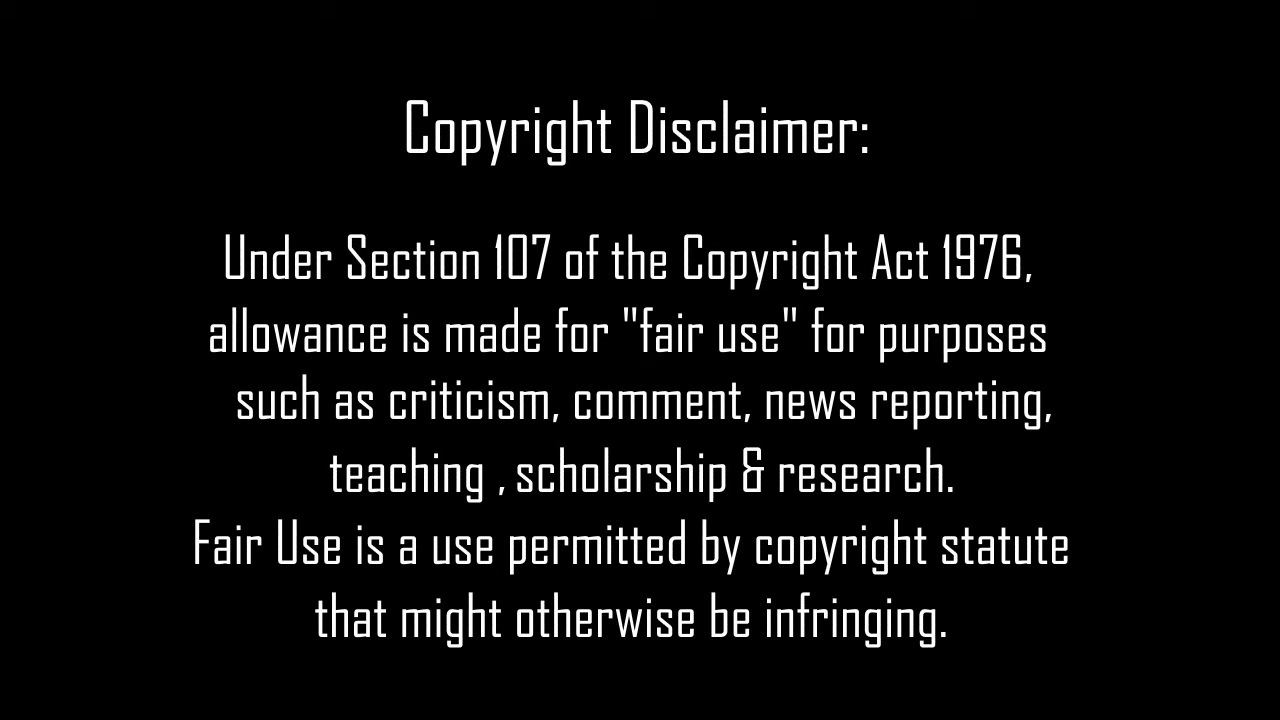 Copyright Disclaimer:
Under Section 107 of the Copyright Act 1976,
allowance is made for "fair use" for purposes
such as criticism, comment, news reporting,
teaching , scholarship & research.
Fair Use is a use permitted by copyright statute
that might otherwise be infringing.